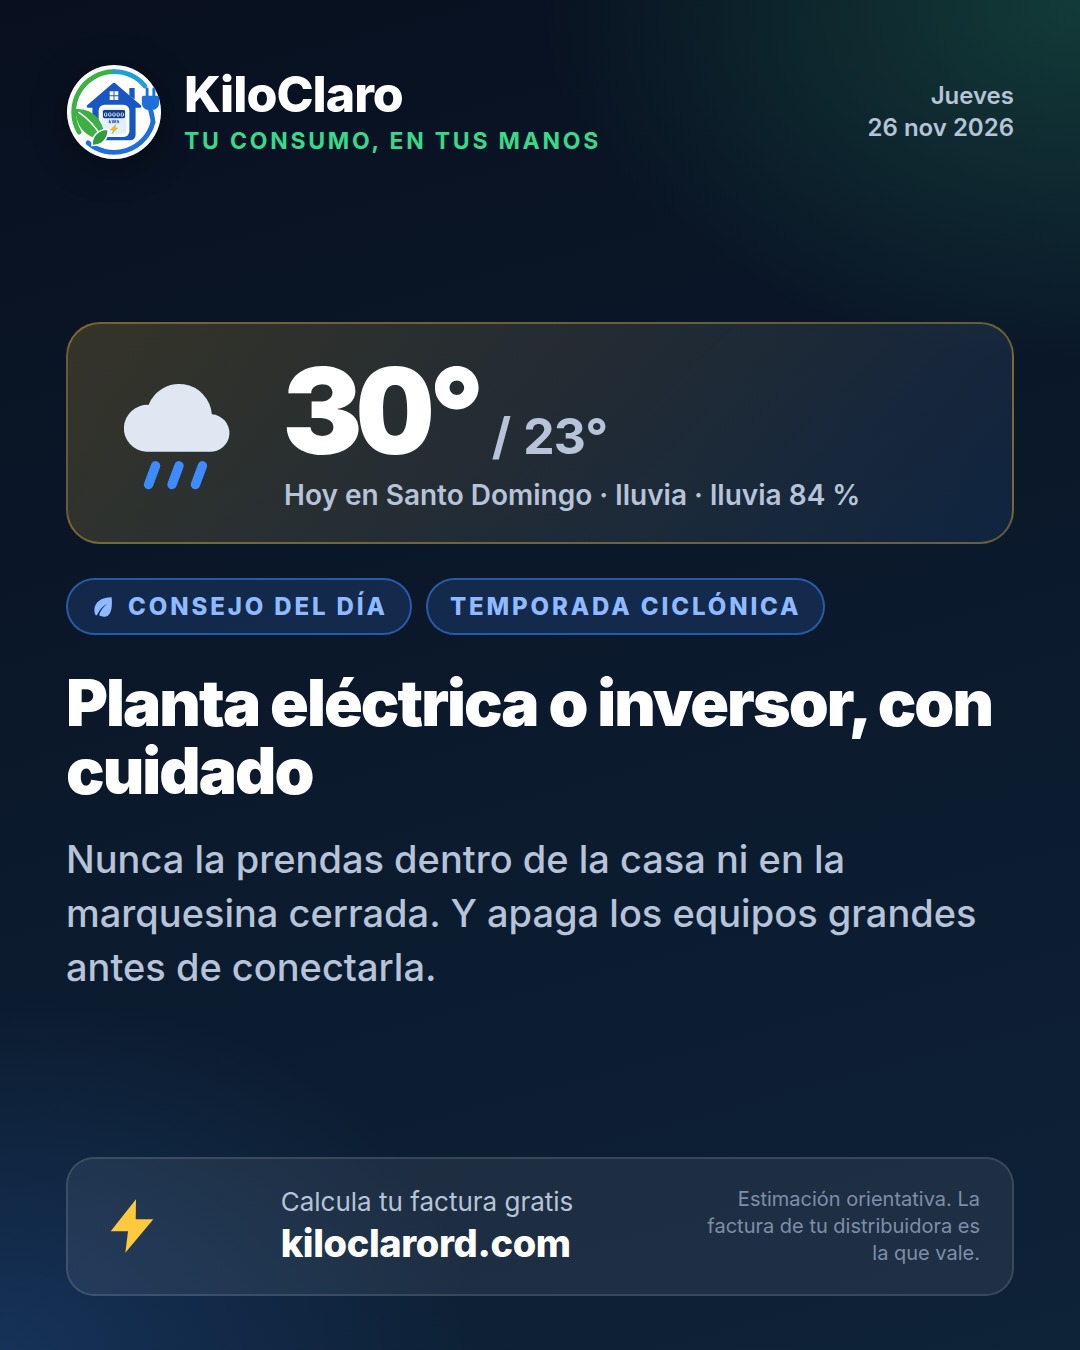 KiloClaro
TU CONSUMO, EN TUS MANOS
Jueves
26 nov 2026
30° / 23°
Hoy en Santo Domingo · lluvia · lluvia 84 %
CONSEJO DEL DÍA
TEMPORADA CICLÓNICA
Planta eléctrica o inversor, con
cuidado
Nunca la prendas dentro de la casa ni en la
marquesina cerrada. Y apaga los equipos grandes
antes de conectarla.
Calcula tu factura gratis
kiloclarord.com
Estimación orientativa. La
factura de tu distribuidora es
la que vale.